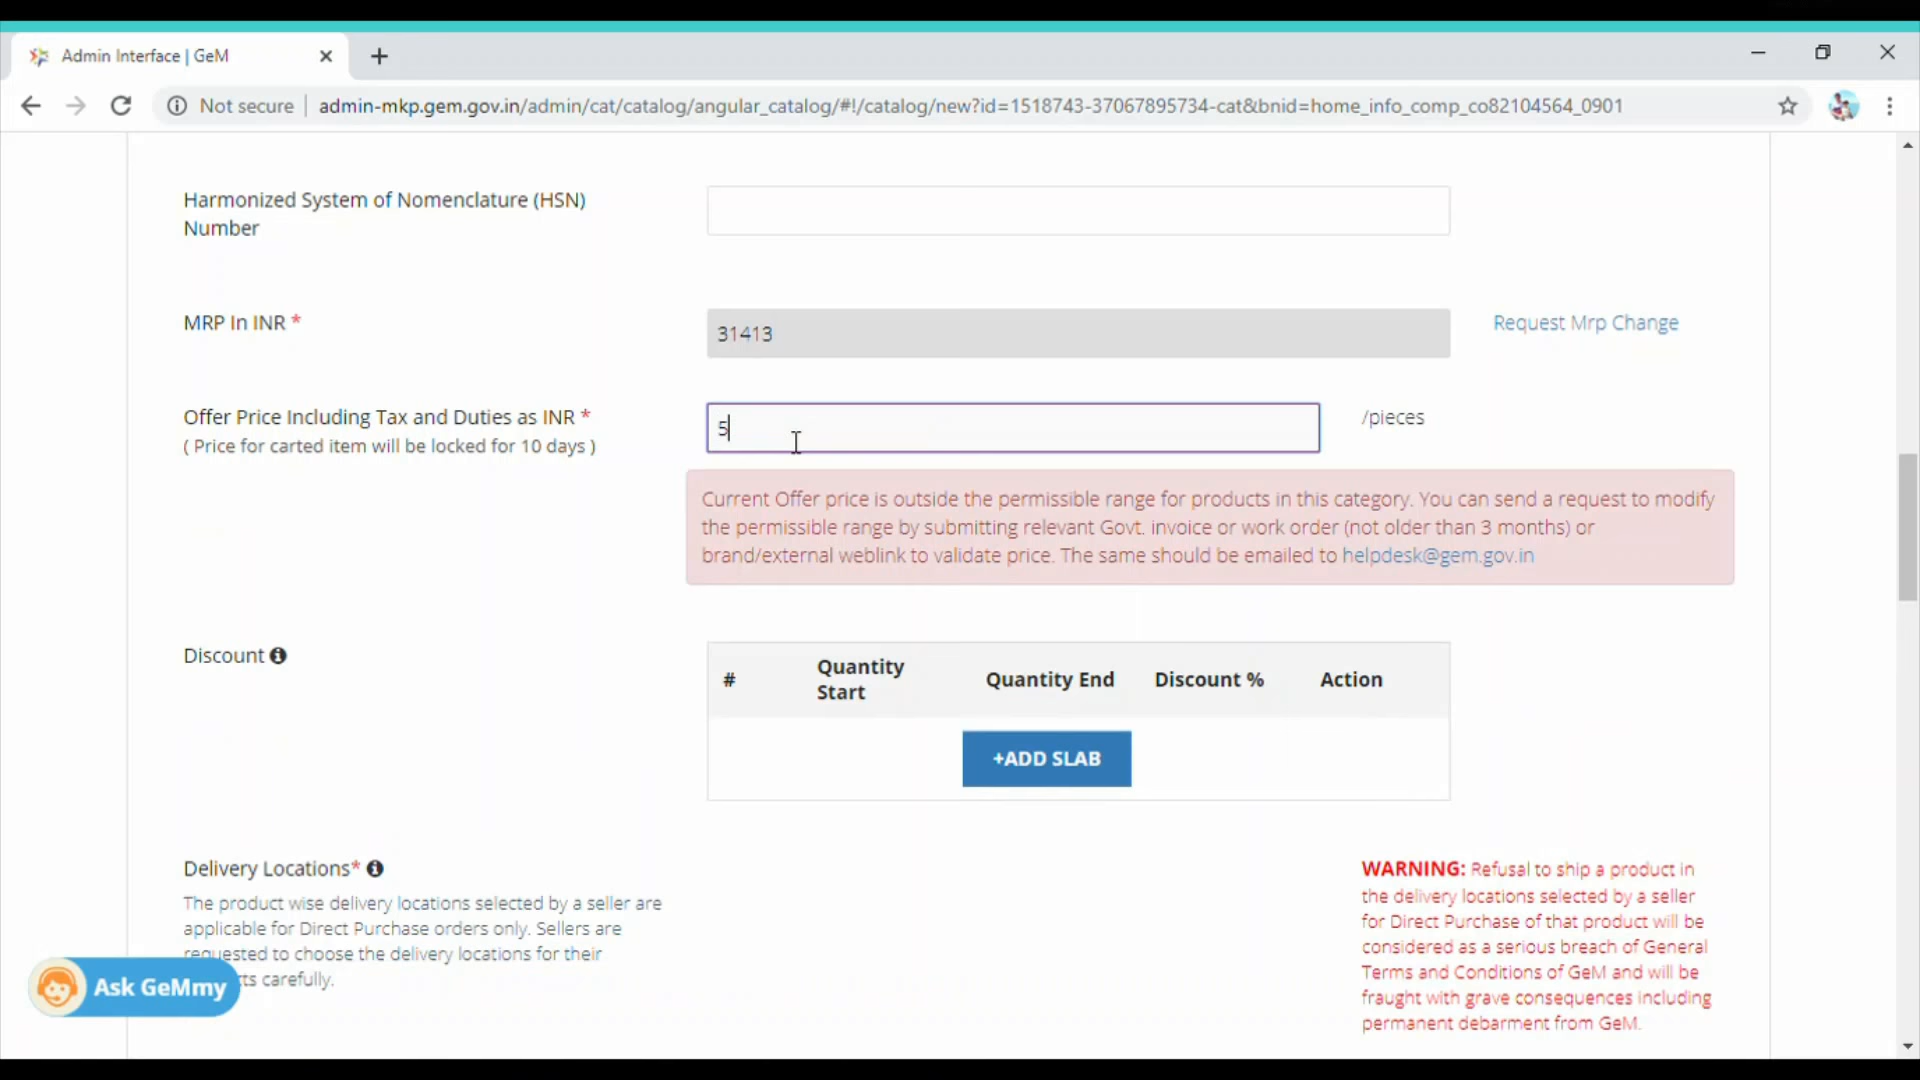 Admin Interface | GeM
Not secure
admin-mkp.gem.gov.in/admin/cat/catalog/angular_catalog/#!/catalog/new?id=1518743-37067895734-cat&bnid=home_info_comp_co82104564_0901
Harmonized System of Nomenclature (HSN)
Number
MRP In INR *
31413
Request Mrp Change
Offer Price Including Tax and Duties as INR *
( Price for carted item will be locked for 10 days )
5
/pieces
Current Offer price is outside the permissible range for products in this category. You can send a request to modify
the permissible range by submitting relevant Govt. invoice or work order (not older than 3 months) or
brand/external weblink to validate price. The same should be emailed to helpdesk@gem.gov.in
Discount
# Quantity Start Quantity End Discount % Action
+ADD SLAB
Delivery Locations*
The product wise delivery locations selected by a seller are
applicable for Direct Purchase orders only. Sellers are
requested to choose the delivery locations for their
cts carefully.
WARNING: Refusal to ship a product in
the delivery locations selected by a seller
for Direct Purchase of that product will be
considered as a serious breach of General
Terms and Conditions of GeM and will be
fraught with grave consequences including
permanent debarment from GeM.
Ask GeMmy